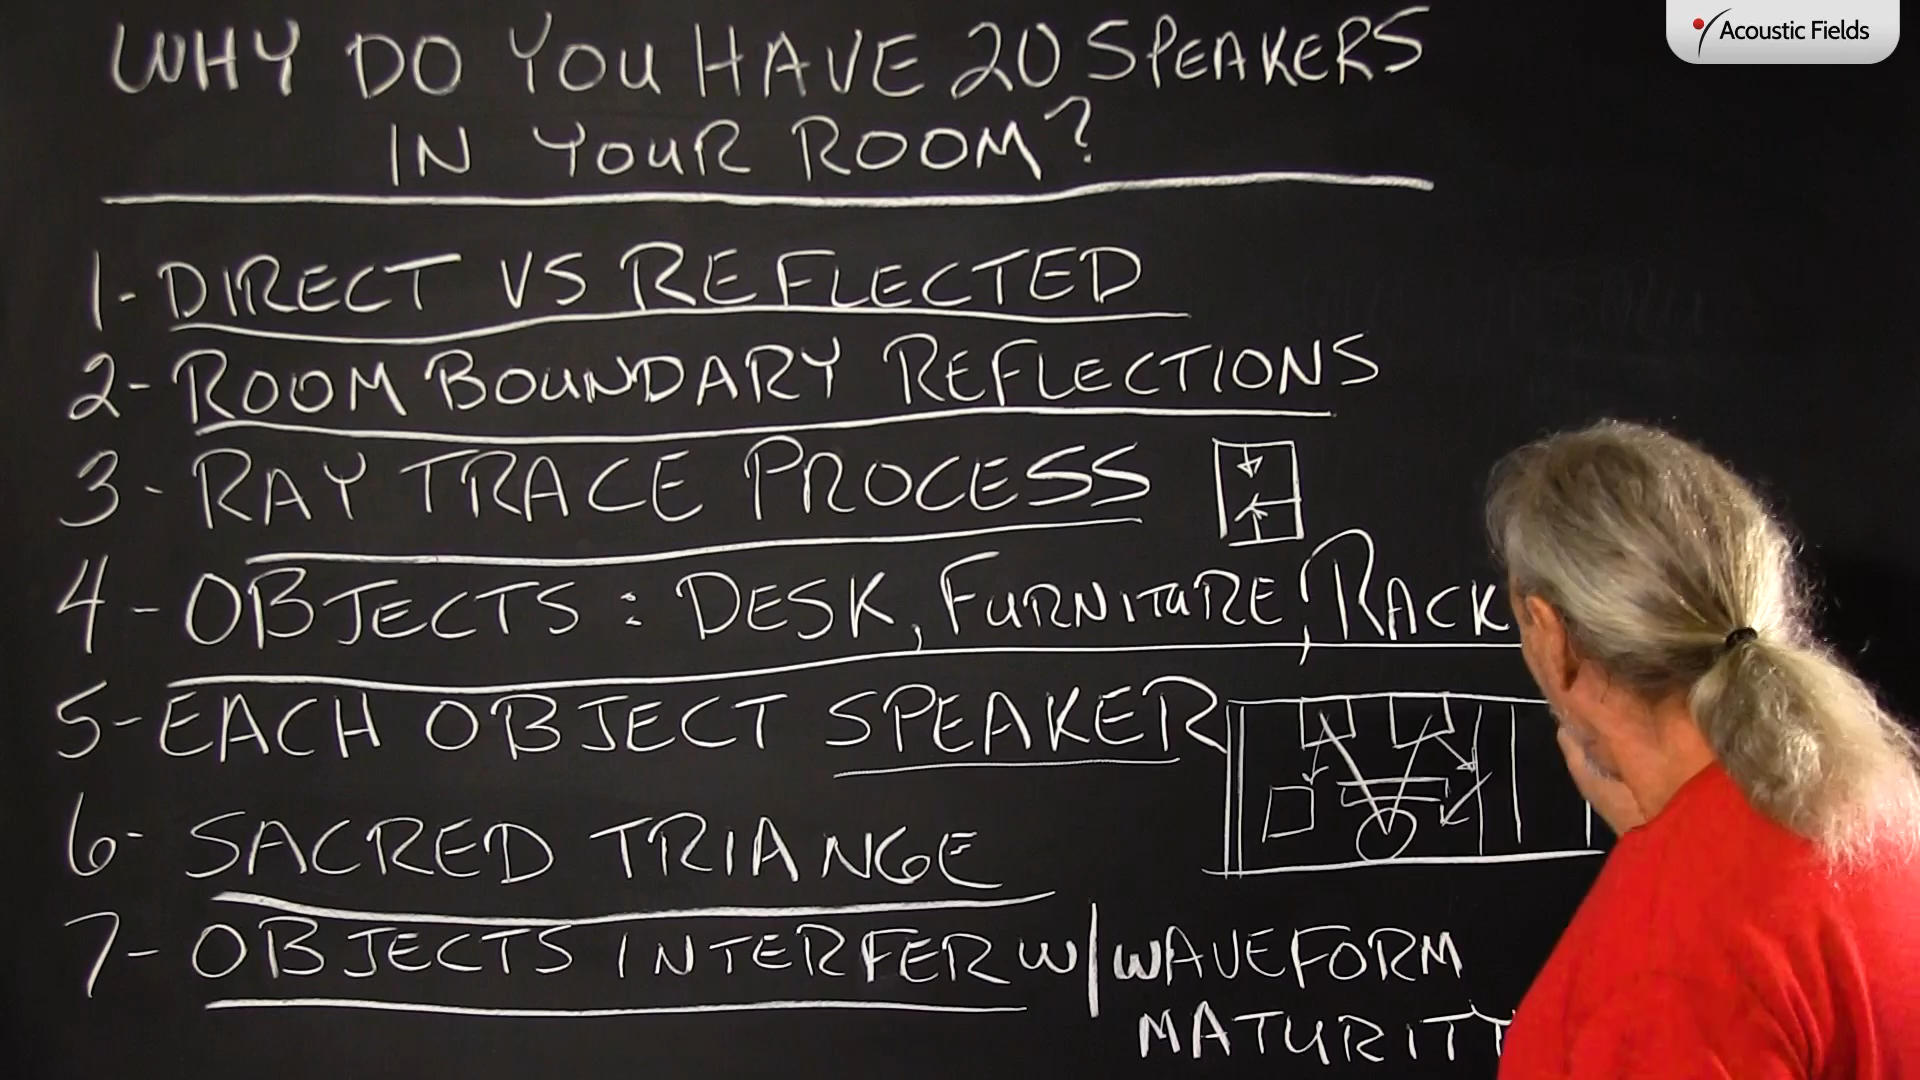 Acoustic Fields
WHY DO YOU HAVE 20 SPEAKERS
IN YOUR ROOM?
1- DIRECT VS REFLECTED
2- ROOM BOUNDARY REFLECTIONS
3- RAY TRACE PROCESS
4- OBJECTS: DESK, FURNITURE, RACK
5- EACH OBJECT SPEAKER
6- SACRED TRIANGE
7- OBJECTS INTERFER W/WAVEFORM
MATURITY